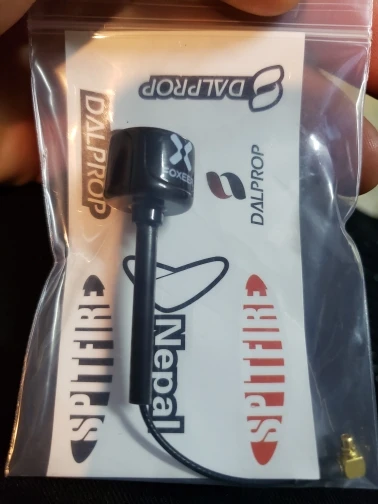 DALPROP
DALPROP
DALPROP
FOXEER
SPITFIRE
Nepal
SPITFIRE